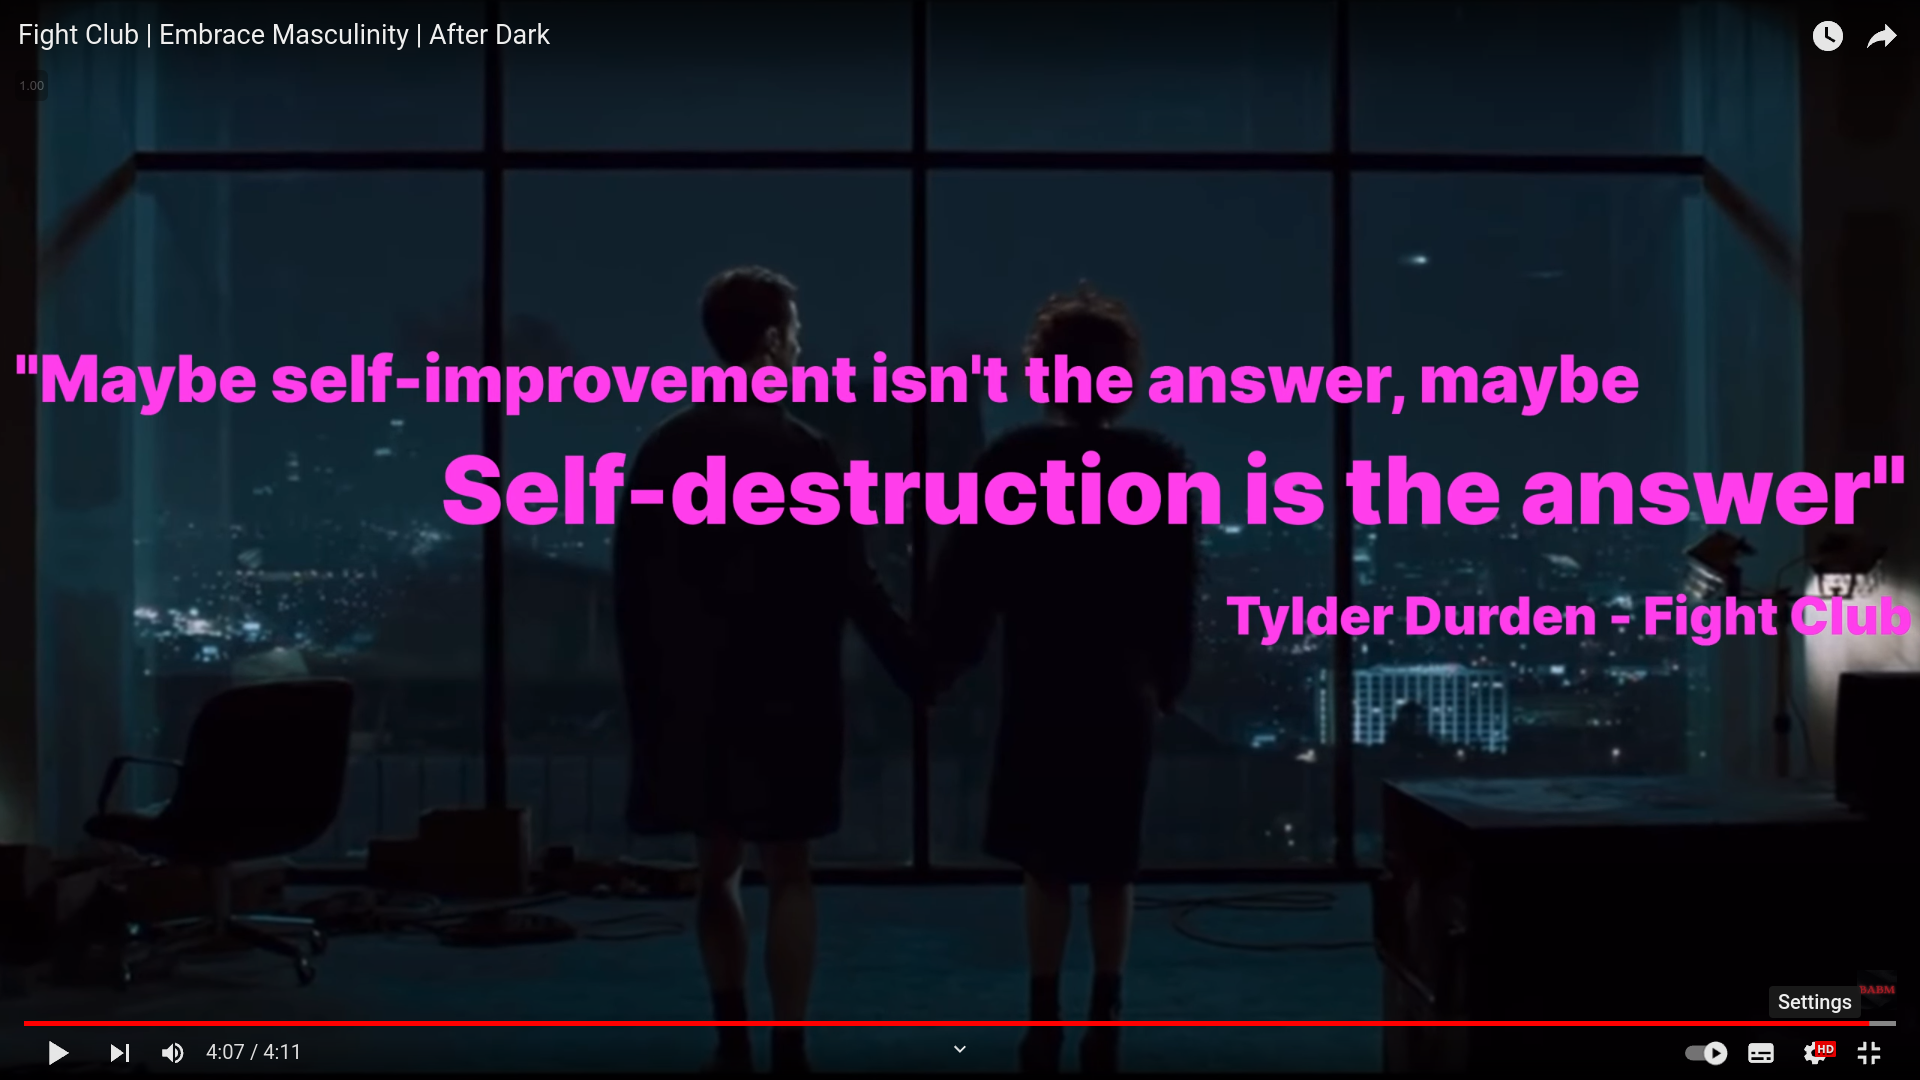 Fight Club | Embrace Masculinity | After Dark
1.00
"Maybe self-improvement isn't the answer, maybe
Self-destruction is the answer"
Tylder Durden - Fight Club
BABM
Settings
4:07 / 4:11
HD